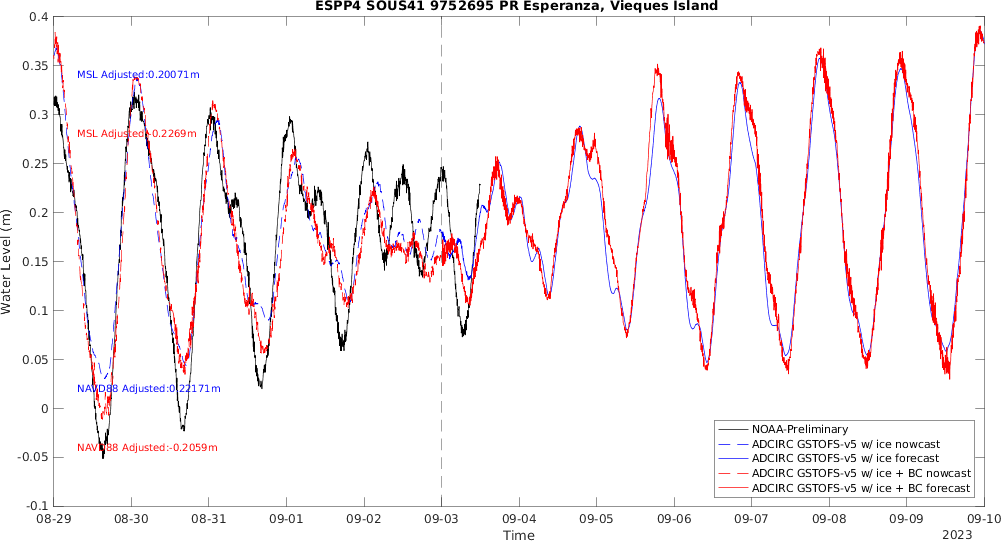 ESPP4 SOUS41 9752695 PR Esperanza, Vieques Island
0.4
0.35
0.3
0.25
0.2
0.15
0.1
0.05
0
-0.05
-0.1
Water Level (m)
MSL Adjusted:0.20071m
MSL Adjusted:-0.2269m
NAVD88 Adjusted:0.22171m
NAVD88 Adjusted:-0.2059m
NOAA-Preliminary
ADCIRC GSTOFS-v5 w/ ice nowcast
ADCIRC GSTOFS-v5 w/ ice forecast
ADCIRC GSTOFS-v5 w/ ice + BC nowcast
ADCIRC GSTOFS-v5 w/ ice + BC forecast
08-29 08-30 08-31 09-01 09-02 09-03 09-04 09-05 09-06 09-07 09-08 09-09 09-10
Time
2023